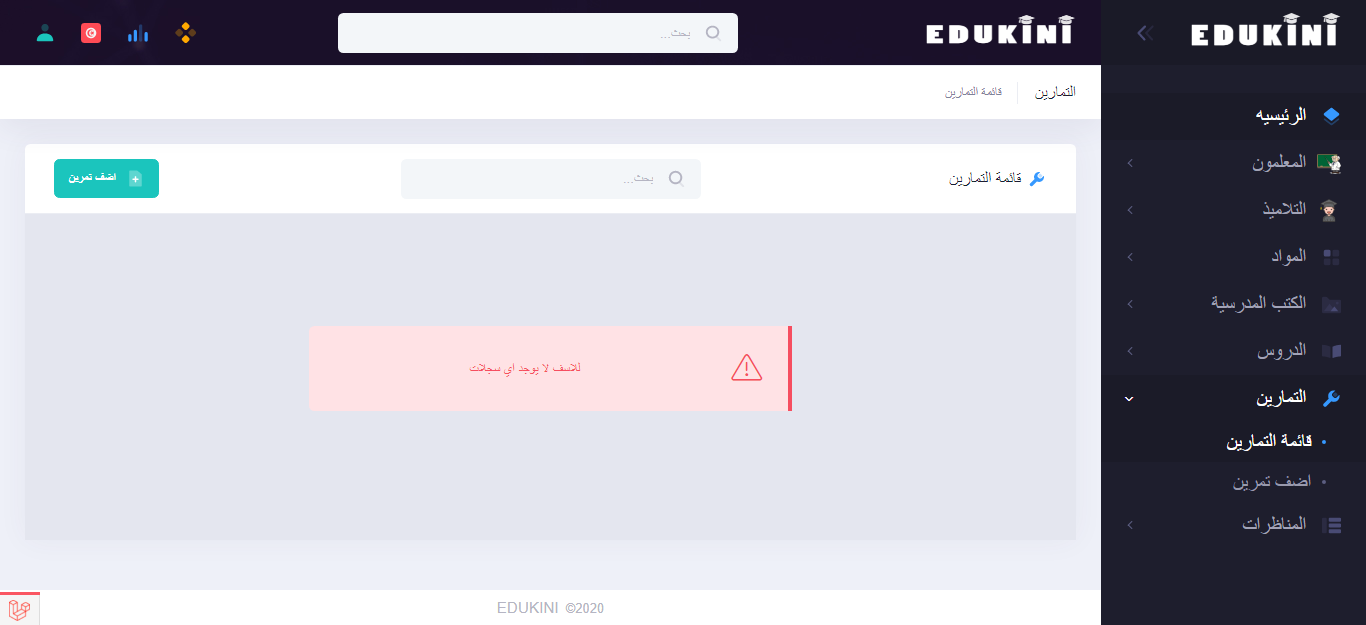 EDUKINI
EDUKINI
بحث...
الرئيسيه
المعلمون
التلاميذ
المواد
الكتب المدرسية
الدروس
التمارين
قائمة التمارين
اضف تمرين
المناظرات
التمارين
قائمة التمارين
قائمة التمارين
بحث...
اضف تمرين
للاسف لا يوجد اي سجلات
EDUKINI ©2020